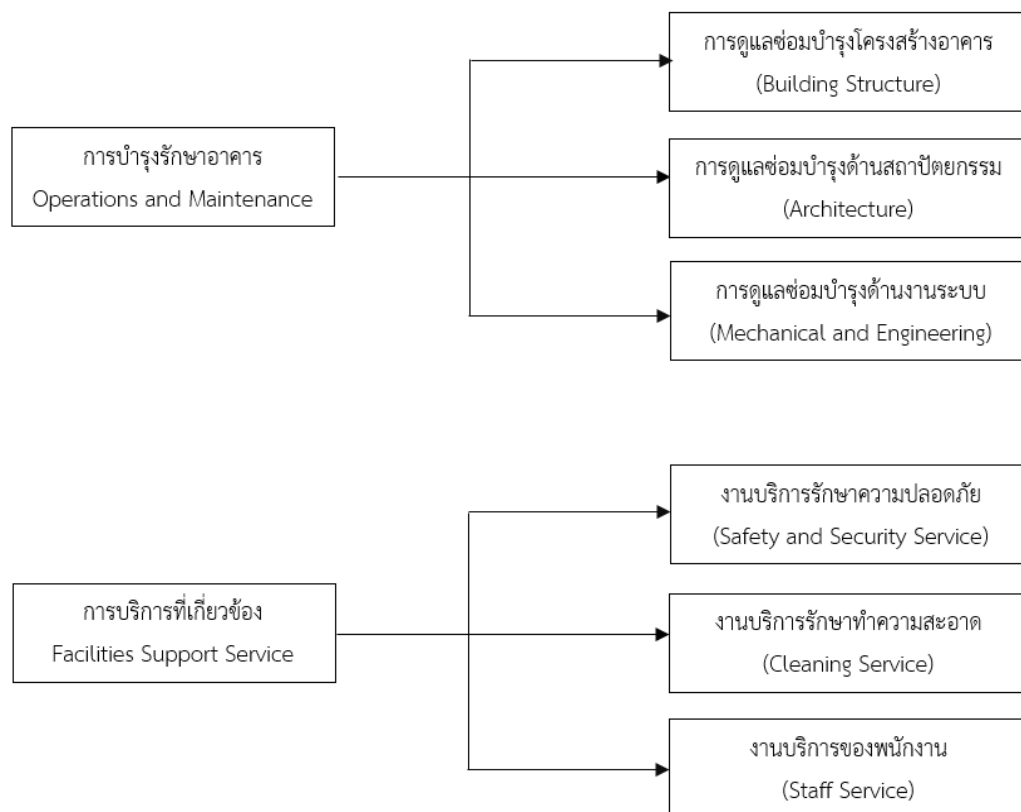 การบำรุงรักษาอาคาร
Operations and Maintenance
การดูแลซ่อมบำรุงโครงสร้างอาคาร
(Building Structure)
การดูแลซ่อมบำรุงด้านสถาปัตยกรรม
(Architecture)
การดูแลซ่อมบำรุงด้านงานระบบ
(Mechanical and Engineering)
การบริการที่เกี่ยวข้อง
Facilities Support Service
งานบริการรักษาความปลอดภัย
(Safety and Security Service)
งานบริการรักษาทำความสะอาด
(Cleaning Service)
งานบริการของพนักงาน
(Staff Service)